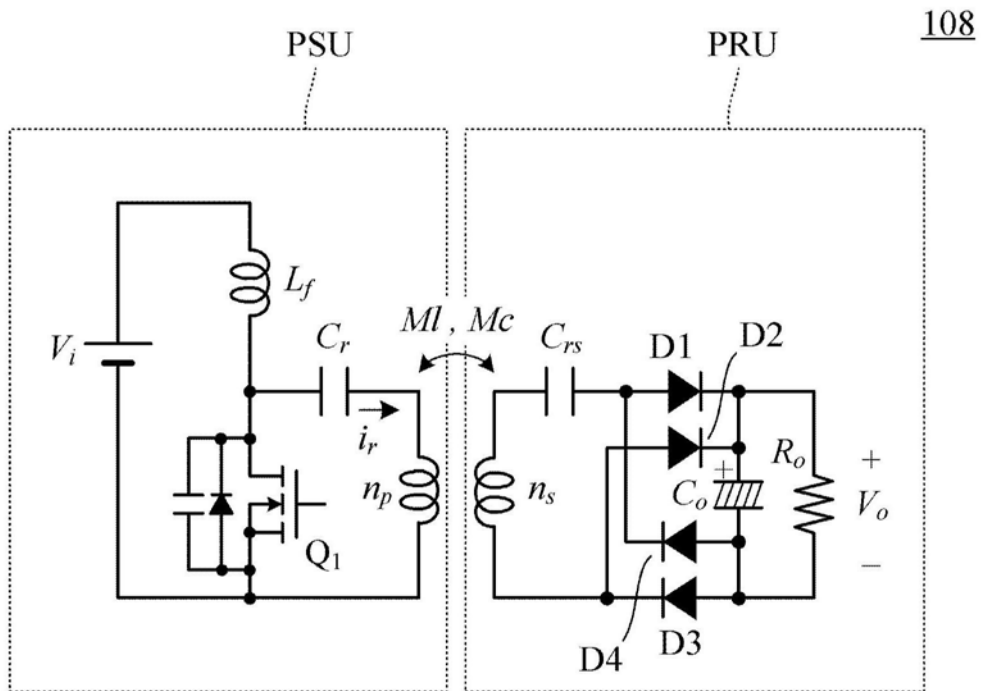 108
PSU
PRU
L_f
Ml , Mc
V_i
C_r
C_rs
D1
D2
i_r
n_p
n_s
R_o
+
+
C_o
V_o
Q_1
−
D4
D3